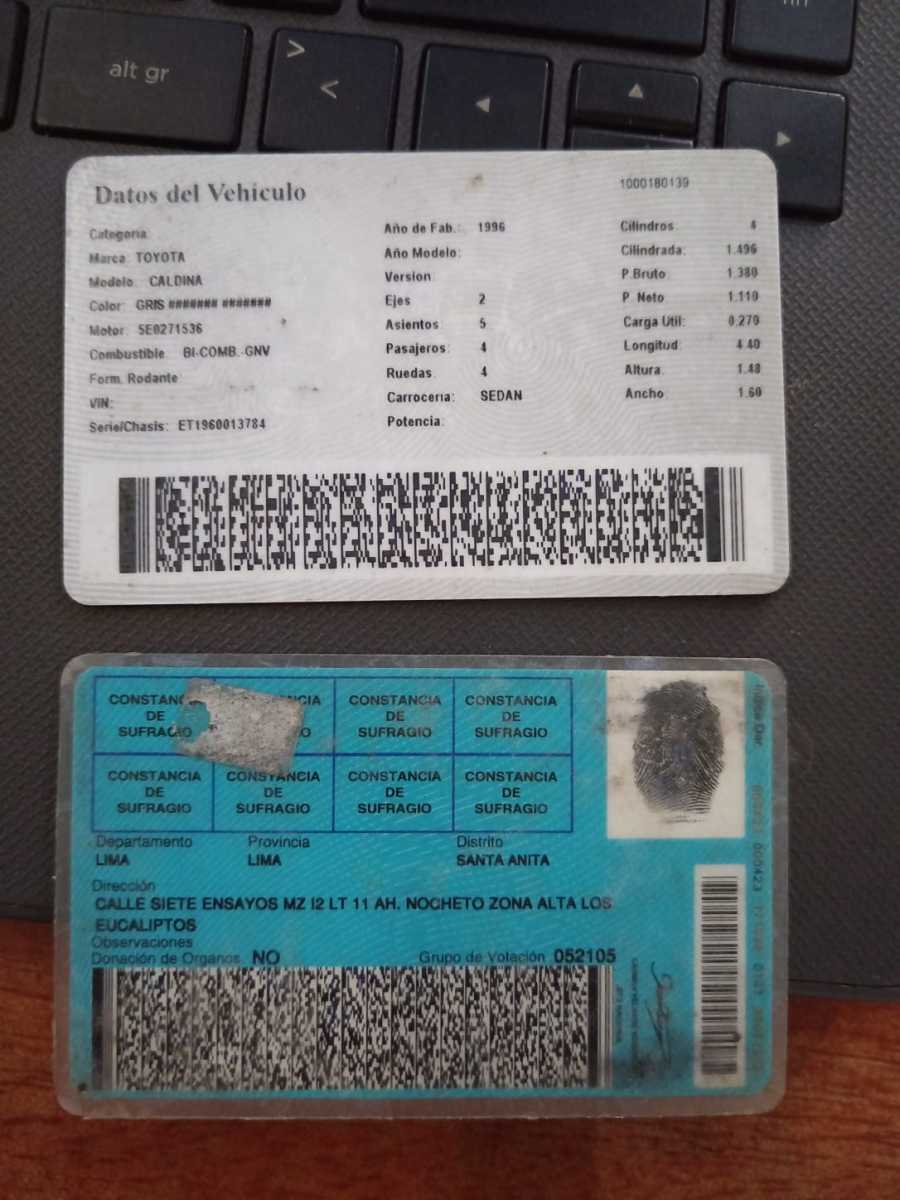 alt gr
>
<
Datos del Vehículo
1000180139
Categoria:
Marca: TOYOTA
Modelo: CALDINA
Color: GRIS ####### #######
Motor: 5E0271536
Combustible: BI-COMB.-GNV
Form. Rodante:
VIN:
Serie/Chasis: ET1960013784
Año de Fab.: 1996
Año Modelo:
Version:
Ejes 2
Asientos 5
Pasajeros: 4
Ruedas: 4
Carroceria: SEDAN
Potencia:
Cilindros 4
Cilindrada: 1.496
P.Bruto: 1.380
P. Neto 1.110
Carga Util: 0.270
Longitud: 4.40
Altura: 1.48
Ancho: 1.60
CONSTANCIA CONSTANCIA
DE DE
SUFRAGIO SUFRAGIO SUFRAGIO
CONSTANCIA CONSTANCIA CONSTANCIA CONSTANCIA
DE DE DE DE
SUFRAGIO SUFRAGIO SUFRAGIO SUFRAGIO
Departamento Provincia Distrito
LIMA LIMA SANTA ANITA
Dirección
CALLE SIETE ENSAYOS MZ I2 LT 11 AH. NOCHETO ZONA ALTA LOS
EUCALIPTOS
Observaciones
Donación de Organos NO Grupo de Votación 052105